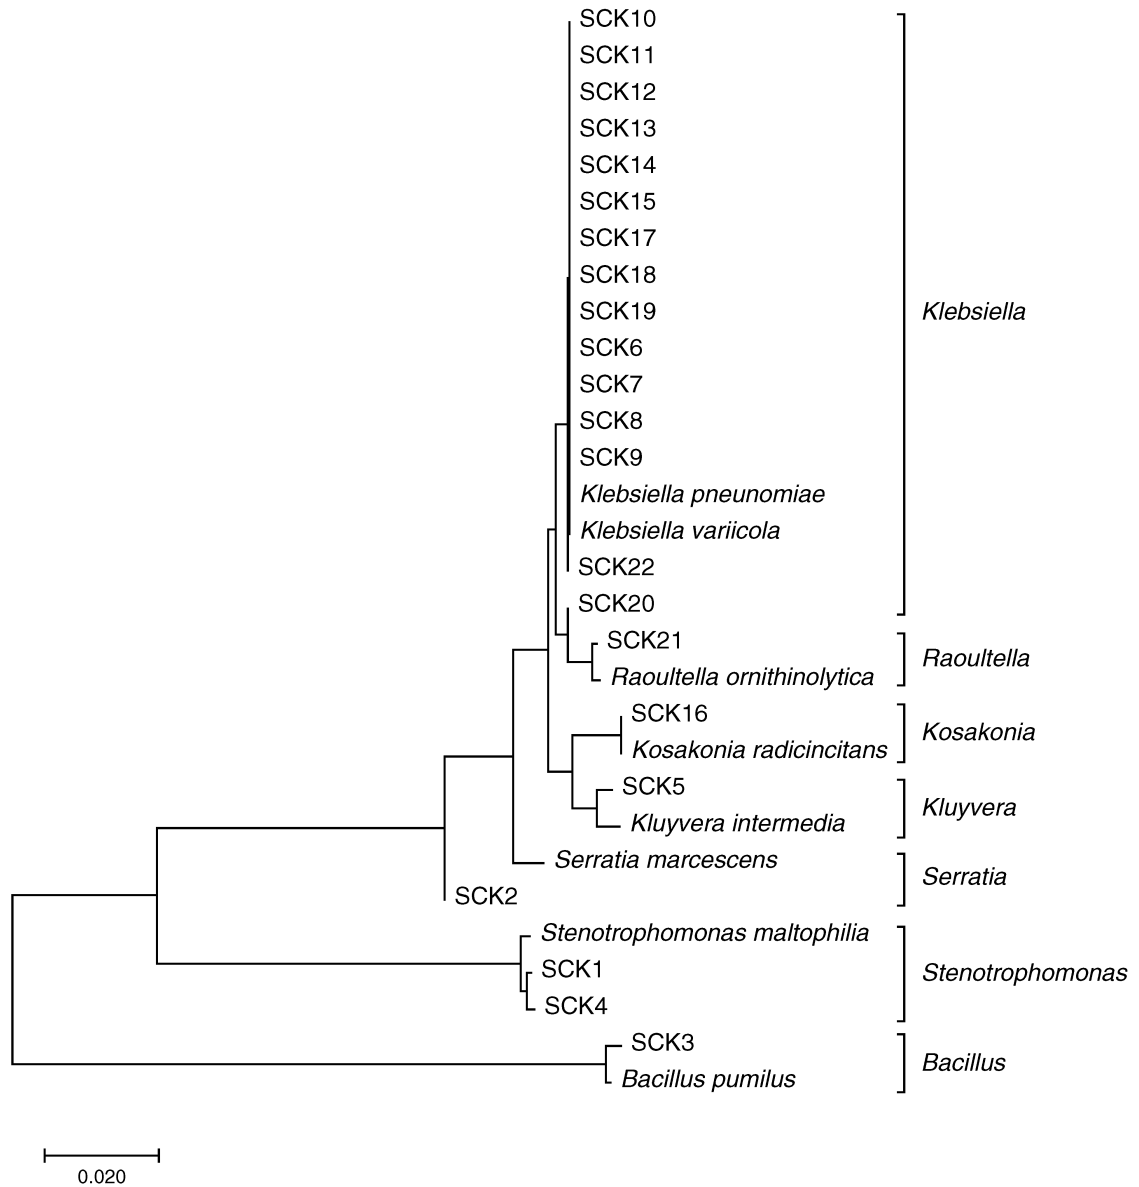 SCK10
SCK11
SCK12
SCK13
SCK14
SCK15
SCK17
SCK18
SCK19
Klebsiella
SCK6
SCK7
SCK8
SCK9
Klebsiella pneunomiae
Klebsiella variicola
SCK22
SCK20
SCK21
Raoultella
Raoultella ornithinolytica
SCK16
Kosakonia
Kosakonia radicincitans
SCK5
Kluyvera
Kluyvera intermedia
Serratia marcescens
Serratia
SCK2
Stenotrophomonas maltophilia
SCK1
Stenotrophomonas
SCK4
SCK3
Bacillus
Bacillus pumilus
0.020